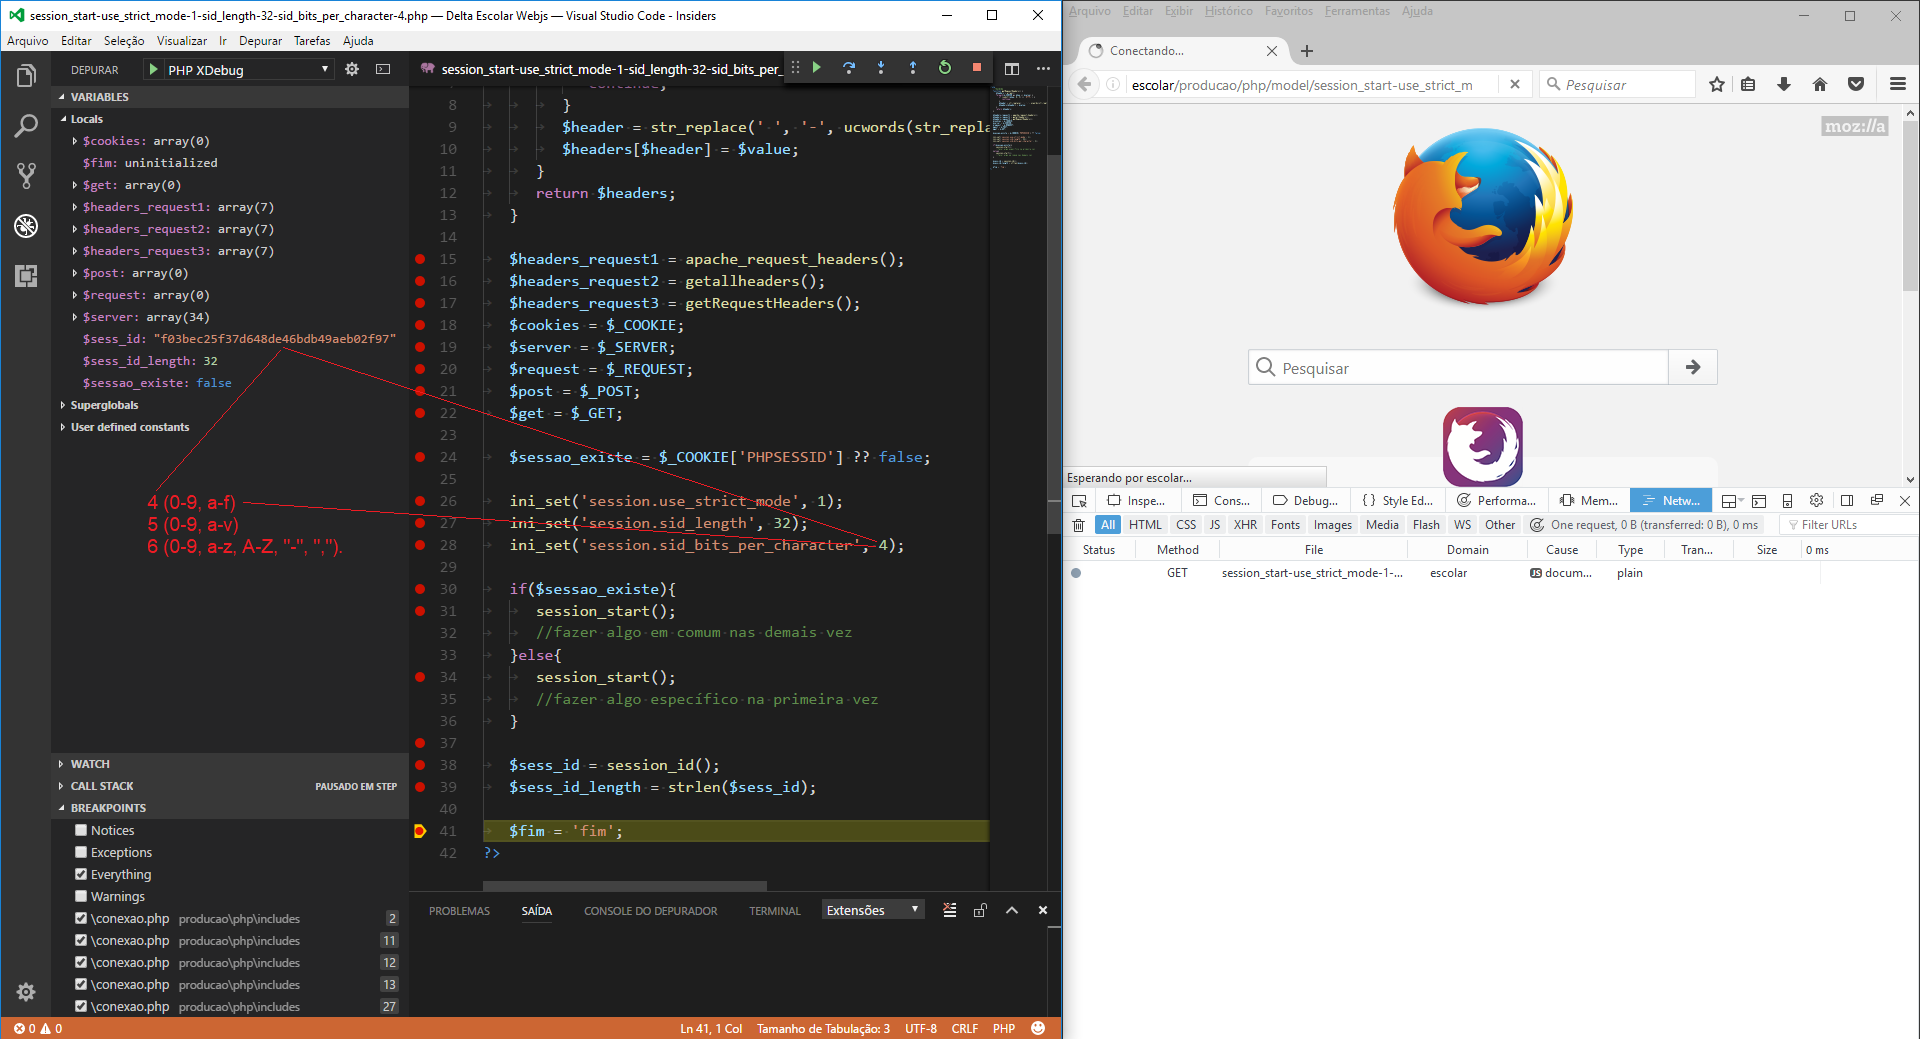 session_start-use_strict_mode-1-sid_length-32-sid_bits_per_character-4.php — Delta Escolar Webjs — Visual Studio Code - Insiders
Arquivo Editar Seleção Visualizar Ir Depurar Tarefas Ajuda
DEPURAR PHP XDebug
VARIABLES
Locals
$cookies: array(0)
$fim: uninitialized
$get: array(0)
$headers_request1: array(7)
$headers_request2: array(7)
$headers_request3: array(7)
$post: array(0)
$request: array(0)
$server: array(34)
$sess_id: "f03bec25f37d648de46bdb49aeb02f97"
$sess_id_length: 32
$sessao_existe: false
Superglobals
User defined constants
4 (0-9, a-f)
5 (0-9, a-v)
6 (0-9, a-z, A-Z, "-", ",").
WATCH
CALL STACK PAUSADO EM STEP
BREAKPOINTS
Notices
Exceptions
Everything
Warnings
\conexao.php producao\php\includes 2
\conexao.php producao\php\includes 11
\conexao.php producao\php\includes 12
\conexao.php producao\php\includes 13
\conexao.php producao\php\includes 27
session_start-use_strict_mode-1-sid_length-32-sid_bits_per_
continue;
8 }
9 $header = str_replace(' ', '-', ucwords(str_repla
10 $headers[$header] = $value;
11 }
12 return $headers;
13 }
14
15 $headers_request1 = apache_request_headers();
16 $headers_request2 = getallheaders();
17 $headers_request3 = getRequestHeaders();
18 $cookies = $_COOKIE;
19 $server = $_SERVER;
20 $request = $_REQUEST;
21 $post = $_POST;
22 $get = $_GET;
23
24 $sessao_existe = $_COOKIE['PHPSESSID'] ?? false;
25
26 ini_set('session.use_strict_mode', 1);
27 ini_set('session.sid_length', 32);
28 ini_set('session.sid_bits_per_character', 4);
29
30 if($sessao_existe){
31 session_start();
32 //fazer algo em comum nas demais vez
33 }else{
34 session_start();
35 //fazer algo específico na primeira vez
36 }
37
38 $sess_id = session_id();
39 $sess_id_length = strlen($sess_id);
40
41 $fim = 'fim';
42 ?>
PROBLEMAS SAÍDA CONSOLE DO DEPURADOR TERMINAL Extensões
0 0 Ln 41, 1 Col Tamanho de Tabulação: 3 UTF-8 CRLF PHP
Arquivo Editar Exibir Histórico Favoritos Ferramentas Ajuda
Conectando...
escolar/producao/php/model/session_start-use_strict_m Pesquisar
moz://a
Pesquisar
Esperando por escolar...
Inspe... Cons... Debug... Style Ed... Performa... Mem... Netw...
All HTML CSS JS XHR Fonts Images Media Flash WS Other One request, 0 B (transferred: 0 B), 0 ms Filter URLs
Status Method File Domain Cause Type Tran... Size 0 ms
GET session_start-use_strict_mode-1-... escolar JS docum... plain